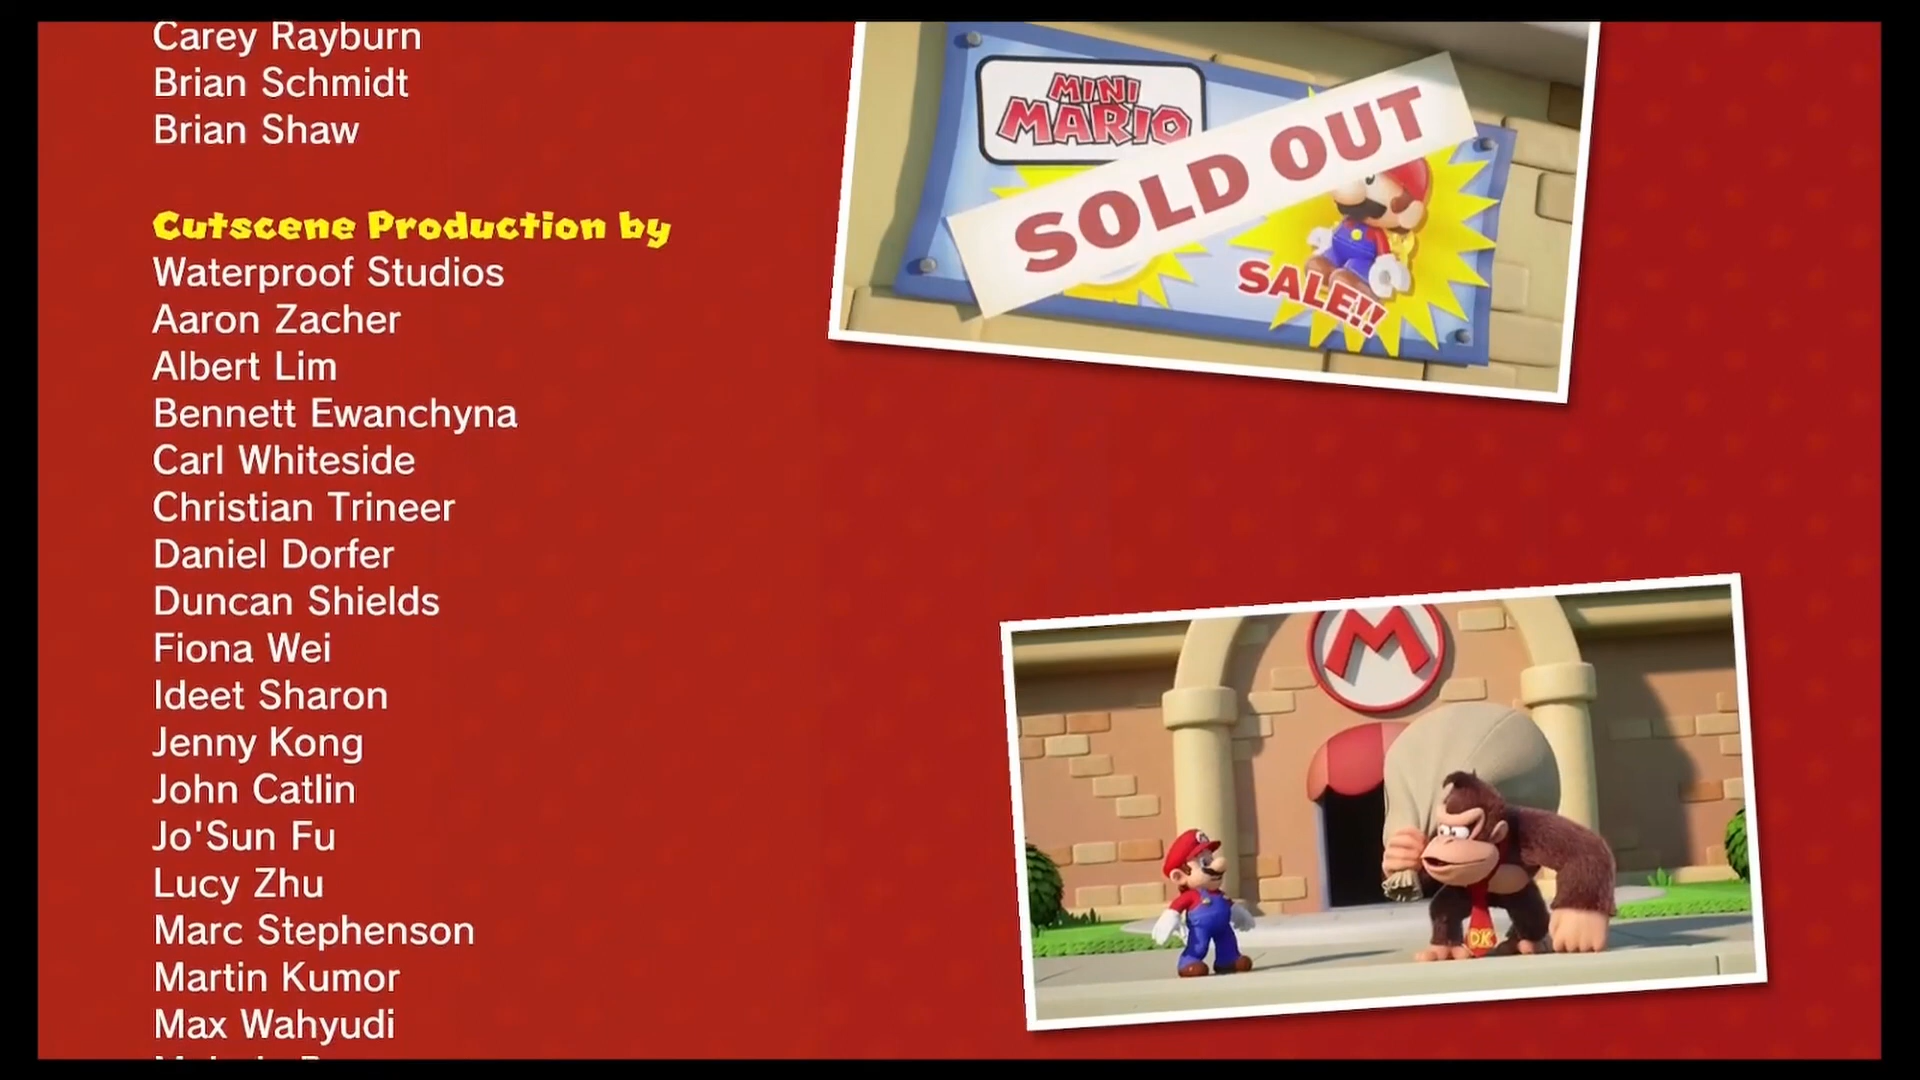 Carey Rayburn
Brian Schmidt
Brian Shaw
Cutscene Production by
Waterproof Studios
Aaron Zacher
Albert Lim
Bennett Ewanchyna
Carl Whiteside
Christian Trineer
Daniel Dorfer
Duncan Shields
Fiona Wei
Ideet Sharon
Jenny Kong
John Catlin
Jo'Sun Fu
Lucy Zhu
Marc Stephenson
Martin Kumor
Max Wahyudi
MINI
MARIO
SOLD OUT
SALE!!
M
DK